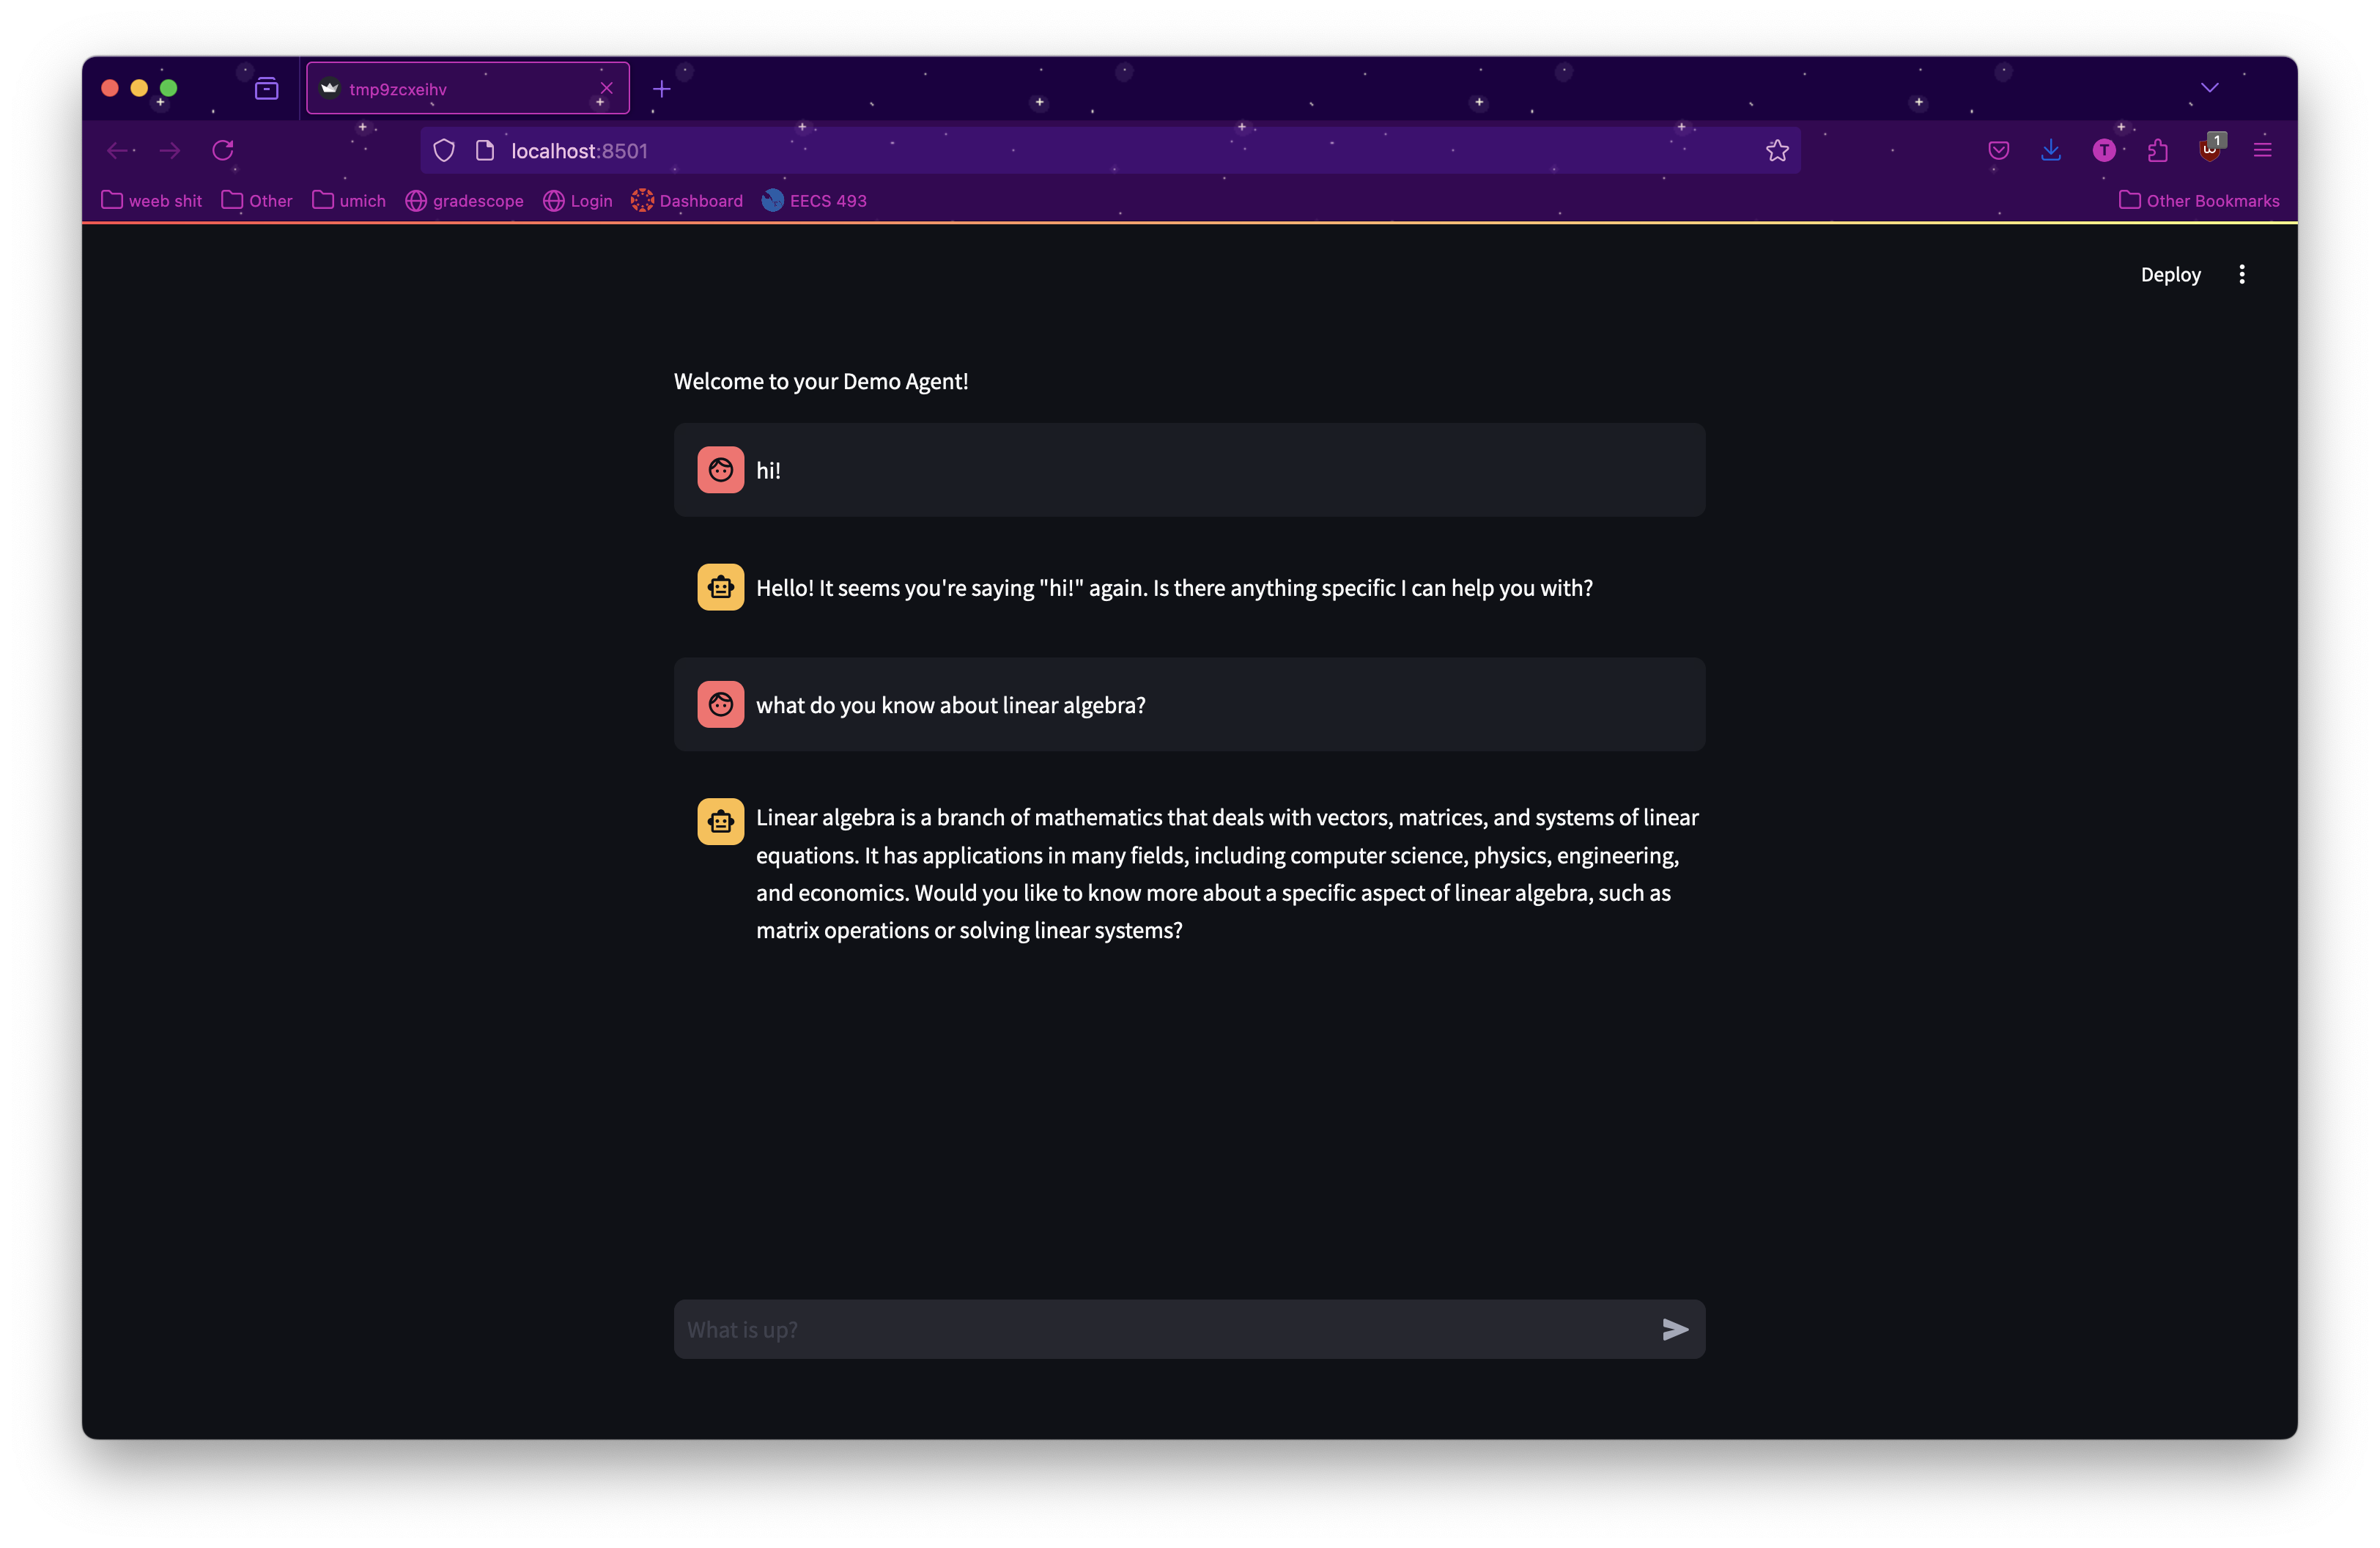 tmp9zcxeihv
localhost:8501
1
T
weeb shit Other umich gradescope Login Dashboard EECS 493 Other Bookmarks
Deploy
Welcome to your Demo Agent!
hi!
Hello! It seems you're saying "hi!" again. Is there anything specific I can help you with?
what do you know about linear algebra?
Linear algebra is a branch of mathematics that deals with vectors, matrices, and systems of linear
equations. It has applications in many fields, including computer science, physics, engineering,
and economics. Would you like to know more about a specific aspect of linear algebra, such as
matrix operations or solving linear systems?
What is up?